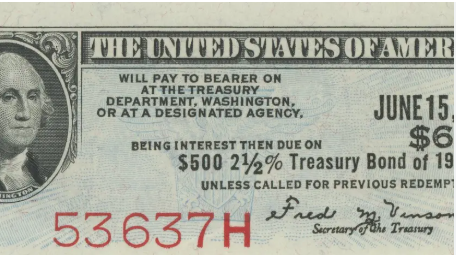 THE UNITED STATES OF AMER
WILL PAY TO BEARER ON
AT THE TREASURY
DEPARTMENT, WASHINGTON,
OR AT A DESIGNATED AGENCY.
JUNE 15,
$6
BEING INTEREST THEN DUE ON
$500 2½% Treasury Bond of 19
UNLESS CALLED FOR PREVIOUS REDEMPT
Fred M. Vinson
Secretary of the Treasury
53637H
INGTON